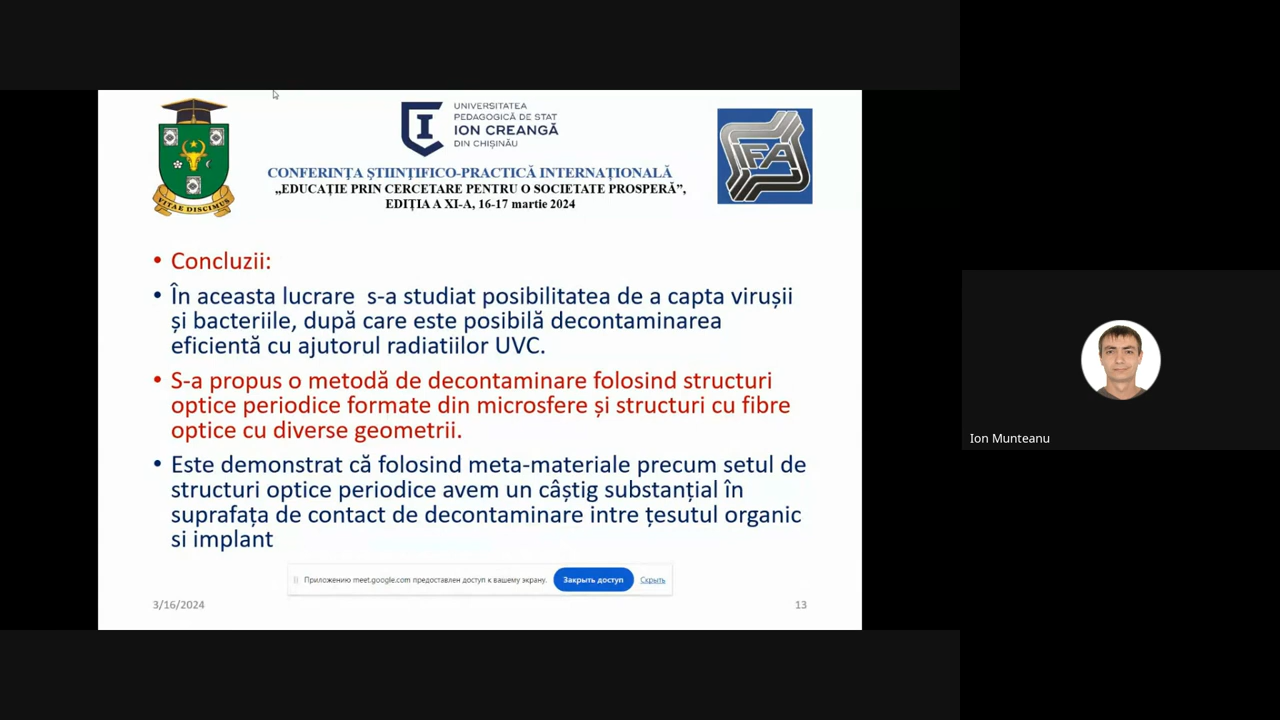 UNIVERSITATEA
PEDAGOGICĂ DE STAT
ION CREANGĂ
DIN CHIȘINĂU
IFA
VITAE DISCIMUS
CONFERINȚA ȘTIINȚIFICO-PRACTICĂ INTERNAȚIONALĂ
„EDUCAȚIE PRIN CERCETARE PENTRU O SOCIETATE PROSPERĂ”,
EDIȚIA A XI-A, 16-17 martie 2024
• Concluzii:
• În aceasta lucrare s-a studiat posibilitatea de a capta virușii
și bacteriile, după care este posibilă decontaminarea
eficientă cu ajutorul radiatiilor UVC.
• S-a propus o metodă de decontaminare folosind structuri
optice periodice formate din microsfere și structuri cu fibre
optice cu diverse geometrii.
• Este demonstrat că folosind meta-materiale precum setul de
structuri optice periodice avem un câștig substanțial în
suprafața de contact de decontaminare intre țesutul organic
si implant
Приложению meet.google.com предоставлен доступ к вашему экрану. Закрыть доступ Скрыть
3/16/2024 13
Ion Munteanu